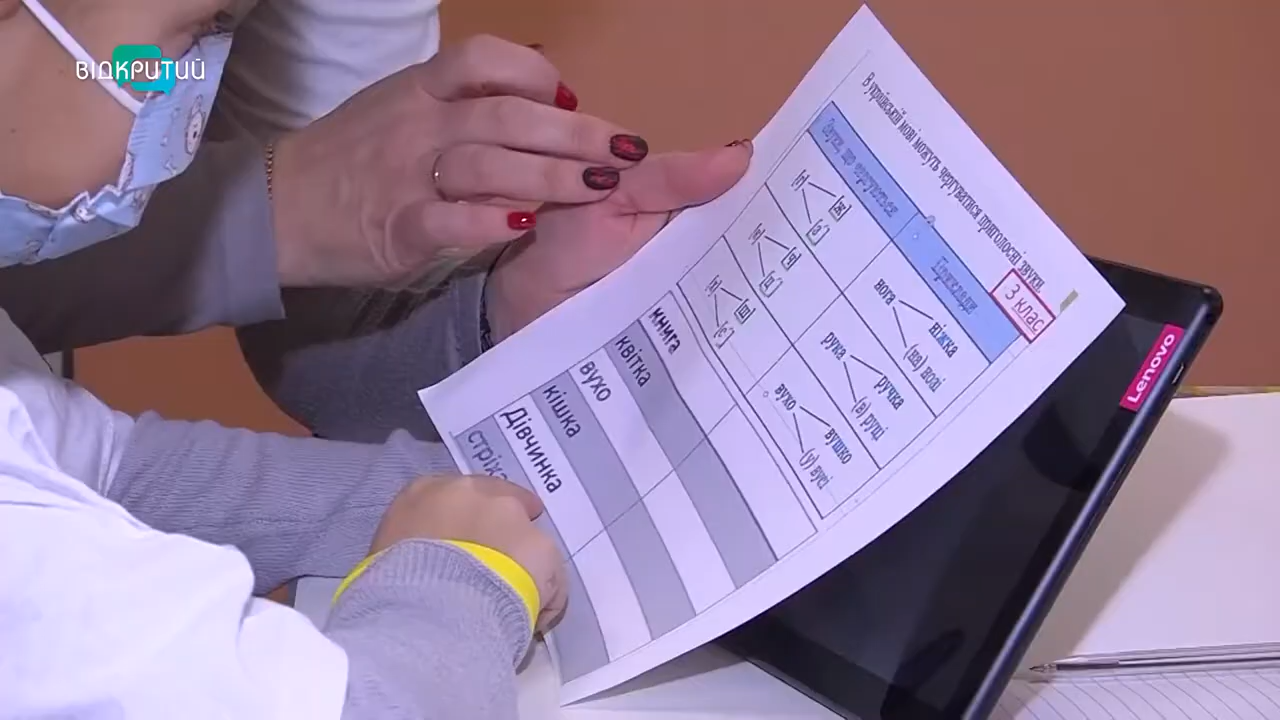 ВІДКРИТИЙ
В українській мові можуть чергуватися приголосні звуки.
3 клас
Звуки, що чергуються
Приклади
[г]
[ж]
[з']
нога
ніжка
(на) нозі
[к]
[ч]
[ц']
рука
ручка
(в) руці
[х]
[ш]
[с']
вухо
вушко
(у) вусі
книга
квітка
вухо
кішка
Дівчинка
Lenovo